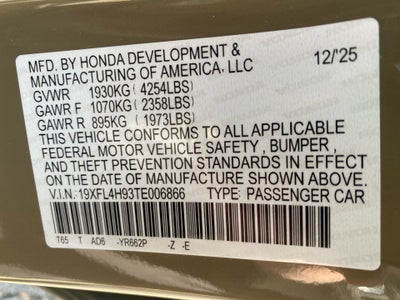 MFD. BY HONDA DEVELOPMENT & 12/25
MANUFACTURING OF AMERICA, LLC
GVWR 1930KG (4254LBS)
GAWR F 1070KG (2358LBS)
GAWR R 895KG (1973LBS)
THIS VEHICLE CONFORMS TO ALL APPLICABLE
FEDERAL MOTOR VEHICLE SAFETY, BUMPER,
AND THEFT PREVENTION STANDARDS IN EFFECT
ON THE DATE OF MANUFACTURE SHOWN ABOVE.
V.I.N: 19XFL4H93TE006866 TYPE: PASSENGER CAR
T65 T AD6 -YR662P -Z -E